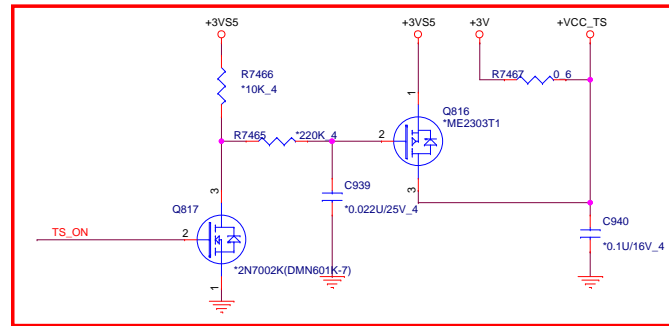 +3VS5
+3VS5
+3V
+VCC_TS
R7466
*10K_4
R7467
0_6
1
Q816
*ME2303T1
R7465
*220K_4
2
3
3
C939
*0.022U/25V_4
Q817
TS_ON
2
C940
*0.1U/16V_4
*2N7002K(DMN601K-7)
1